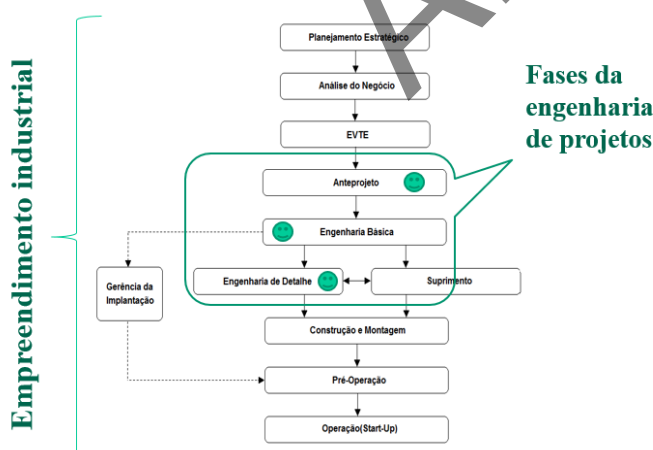 Empreendimento industrial
Planejamento Estratégico
Análise do Negócio
EVTE
Fases da
engenharia
de projetos
Anteprojeto
Engenharia Básica
Gerência da
Implantação
Engenharia de Detalhe
Suprimento
Construção e Montagem
Pré-Operação
Operação(Start-Up)